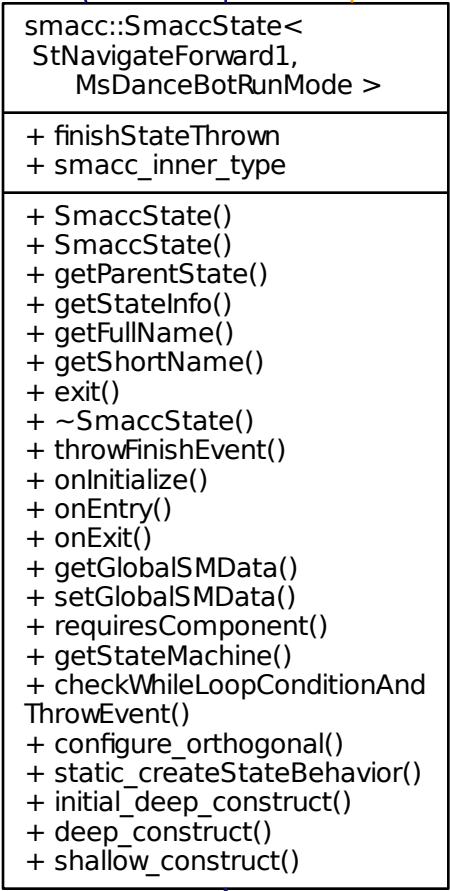 smacc::SmaccState<
StNavigateForward1,
MsDanceBotRunMode >
+ finishStateThrown
+ smacc_inner_type
+ SmaccState()
+ SmaccState()
+ getParentState()
+ getStateInfo()
+ getFullName()
+ getShortName()
+ exit()
+ ~SmaccState()
+ throwFinishEvent()
+ onInitialize()
+ onEntry()
+ onExit()
+ getGlobalSMData()
+ setGlobalSMData()
+ requiresComponent()
+ getStateMachine()
+ checkWhileLoopConditionAnd
ThrowEvent()
+ configure_orthogonal()
+ static_createStateBehavior()
+ initial_deep_construct()
+ deep_construct()
+ shallow_construct()